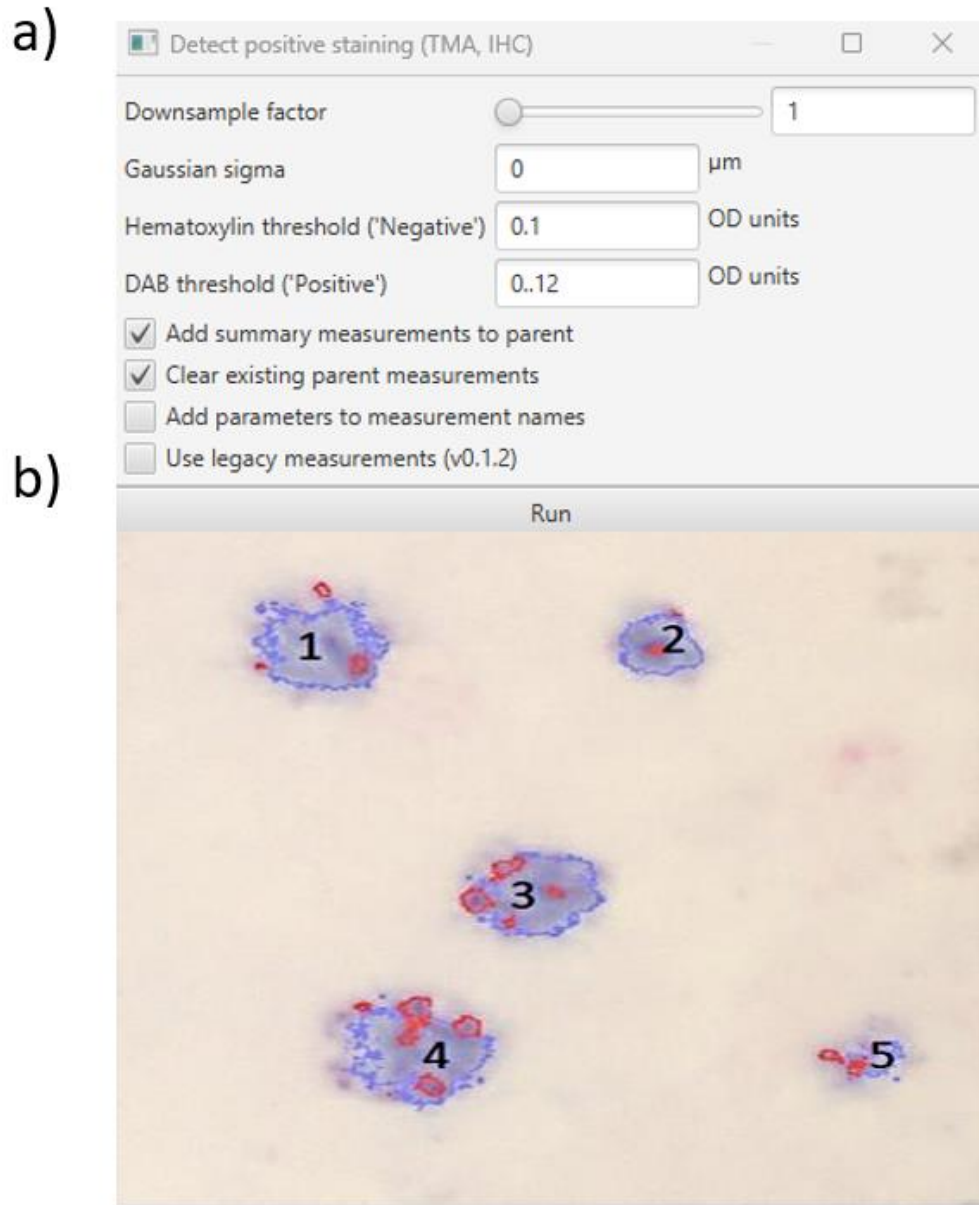 a)
Detect positive staining (TMA, IHC)
Downsample factor 1
Gaussian sigma 0 µm
Hematoxylin threshold ('Negative') 0.1 OD units
DAB threshold ('Positive') 0..12 OD units
Add summary measurements to parent
Clear existing parent measurements
Add parameters to measurement names
b)
Use legacy measurements (v0.1.2)
Run
1 2
3
4 5